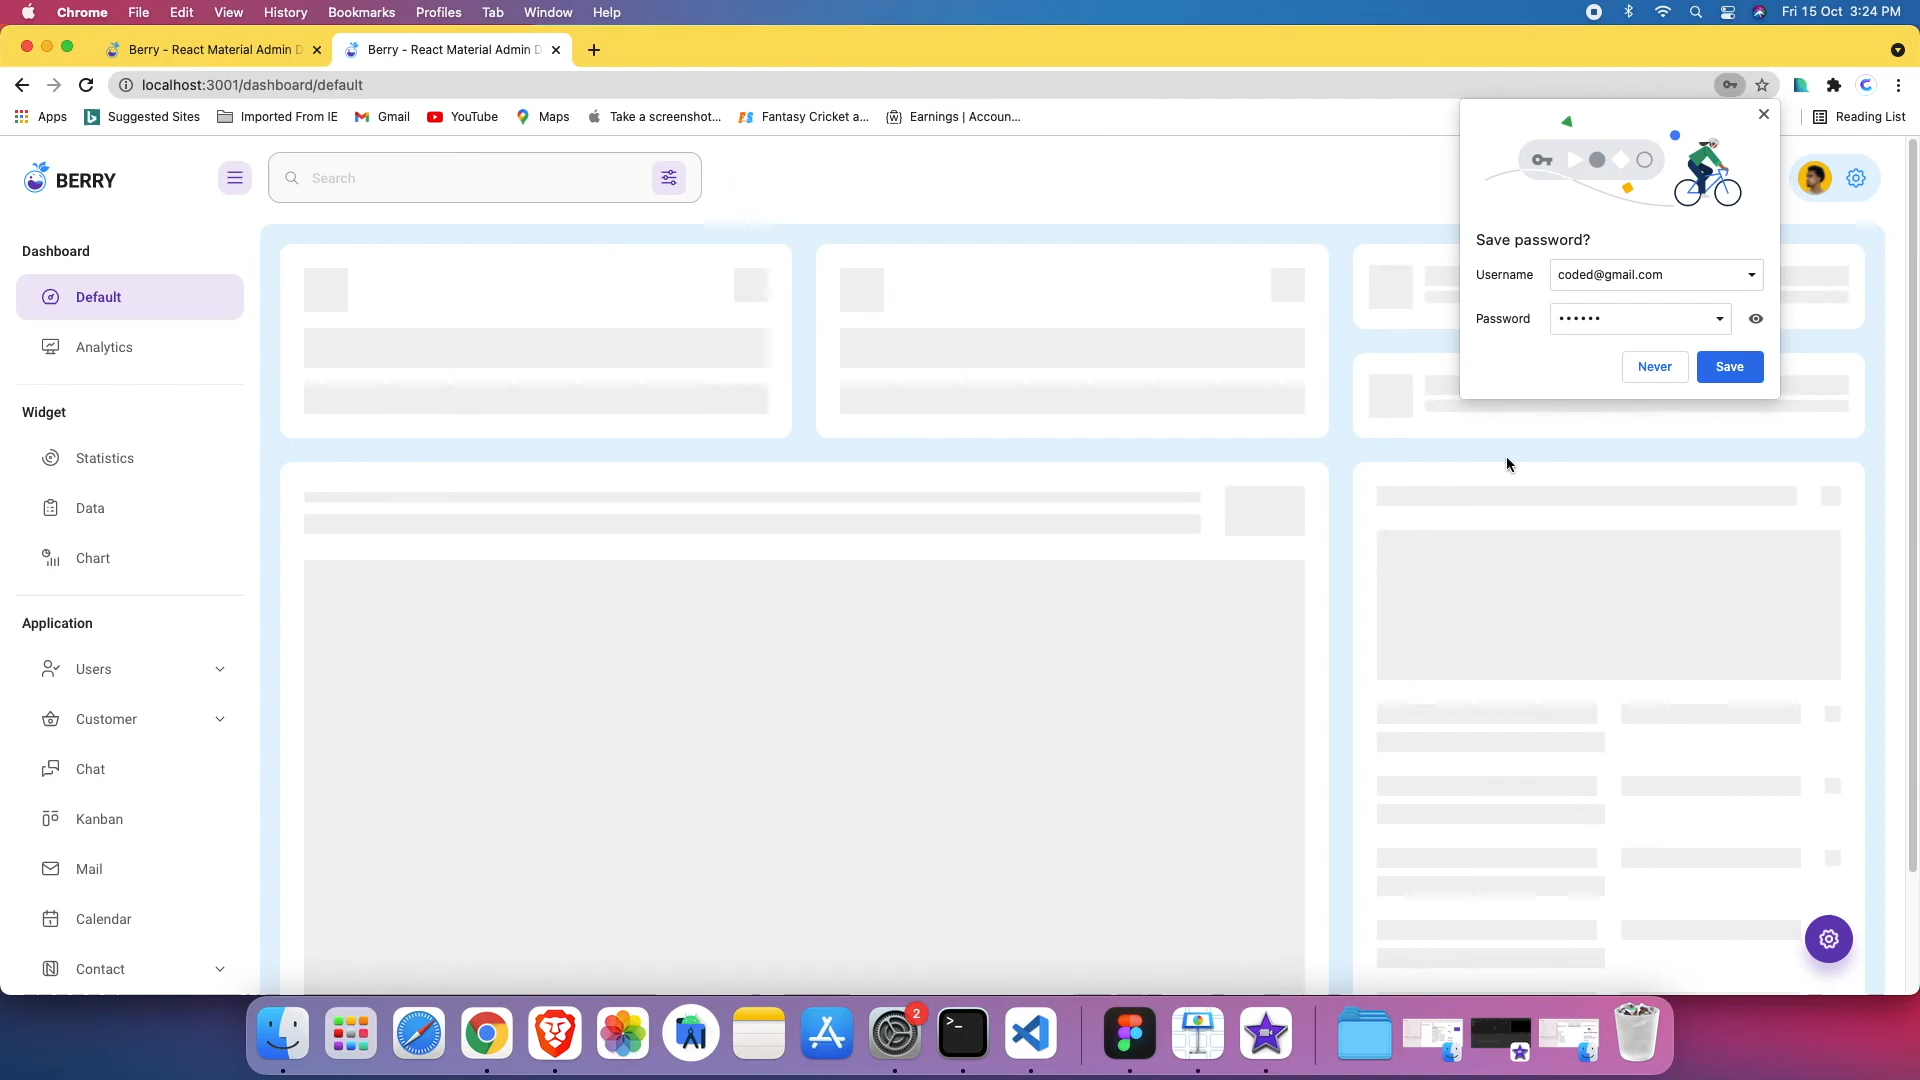 Chrome File Edit View History Bookmarks Profiles Tab Window Help Fri 15 Oct 3:24 PM
Berry - React Material Admin D Berry - React Material Admin D
localhost:3001/dashboard/default
Apps Suggested Sites Imported From IE Gmail YouTube Maps Take a screenshot... Fantasy Cricket a... Earnings | Accoun... Reading List
BERRY
Search
Save password?
Username coded@gmail.com
Password ••••••
Never Save
Dashboard
Default
Analytics
Widget
Statistics
Data
Chart
Application
Users
Customer
Chat
Kanban
Mail
Calendar
Contact
2